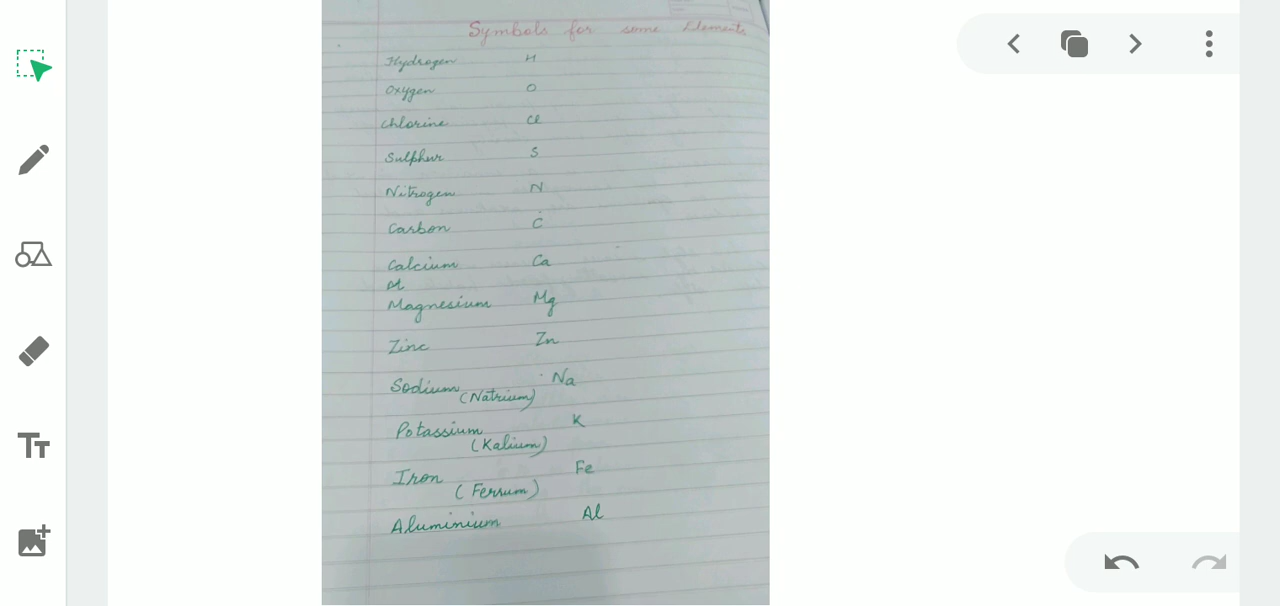 Symbols for some Elements
Hydrogen H
Oxygen O
Chlorine Cl
Sulphur S
Nitrogen N
Carbon C
Calcium Ca
Magnesium Mg
Zinc Zn
Sodium Na
(Natrium)
Potassium K
(Kalium)
Iron Fe
(Ferrum)
Aluminium Al
TT